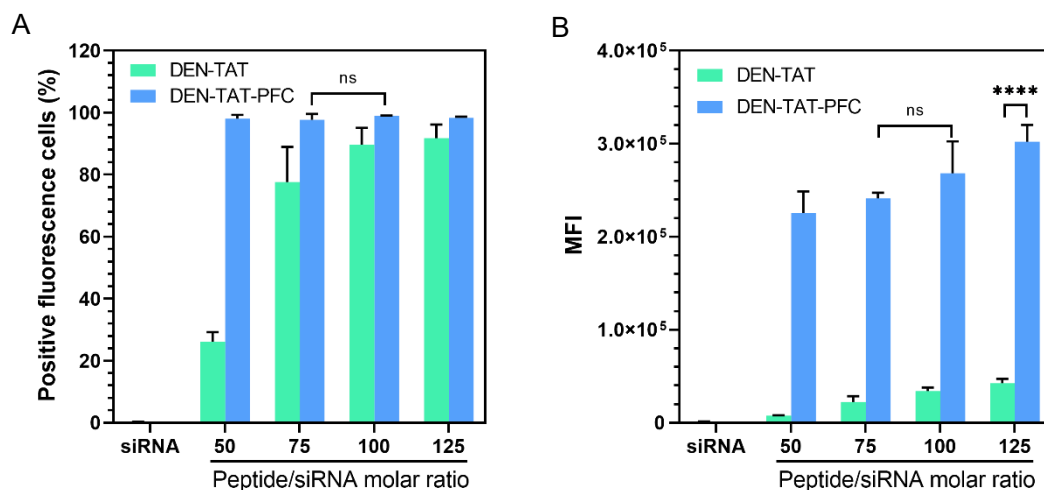 A
Positive fluorescence cells (%)
120
100
80
60
40
20
0
DEN-TAT
DEN-TAT-PFC
ns
siRNA 50 75 100 125
Peptide/siRNA molar ratio
B
MFI
4.0×10⁵
3.0×10⁵
2.0×10⁵
1.0×10⁵
0
DEN-TAT
DEN-TAT-PFC
ns
****
siRNA 50 75 100 125
Peptide/siRNA molar ratio